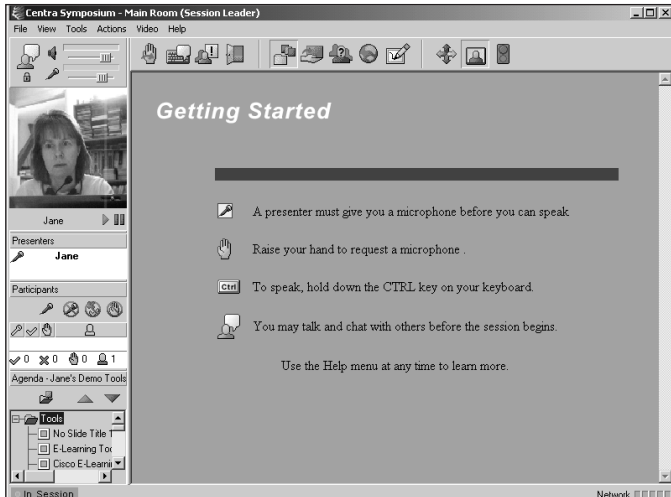 Centra Symposium - Main Room (Session Leader)
File View Tools Actions Video Help
Getting Started
A presenter must give you a microphone before you can speak
Raise your hand to request a microphone .
Ctrl
To speak, hold down the CTRL key on your keyboard.
You may talk and chat with others before the session begins.
Use the Help menu at any time to learn more.
Jane
Presenters
Jane
Participants
0 0 0 1
Agenda - Jane's Demo Tools
Tools
No Slide Title 1
E-Learning Too
Cisco E-Learni
In Session
Network